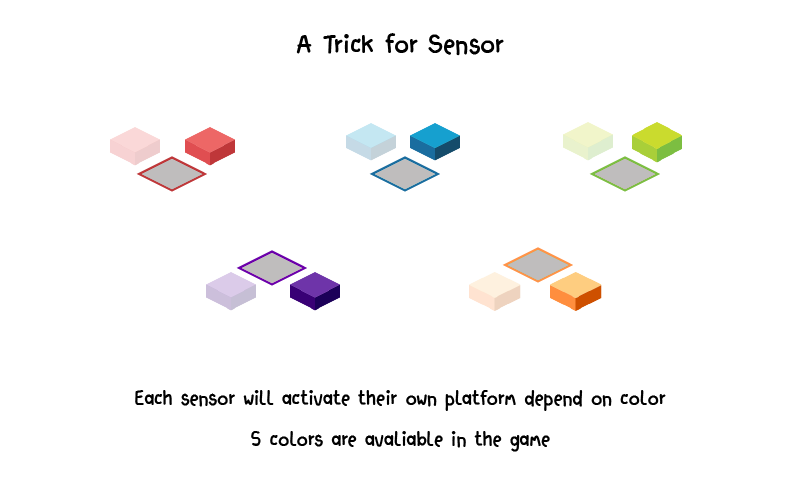 A Trick for Sensor
Each sensor will activate their own platform depend on color
5 colors are avaliable in the game